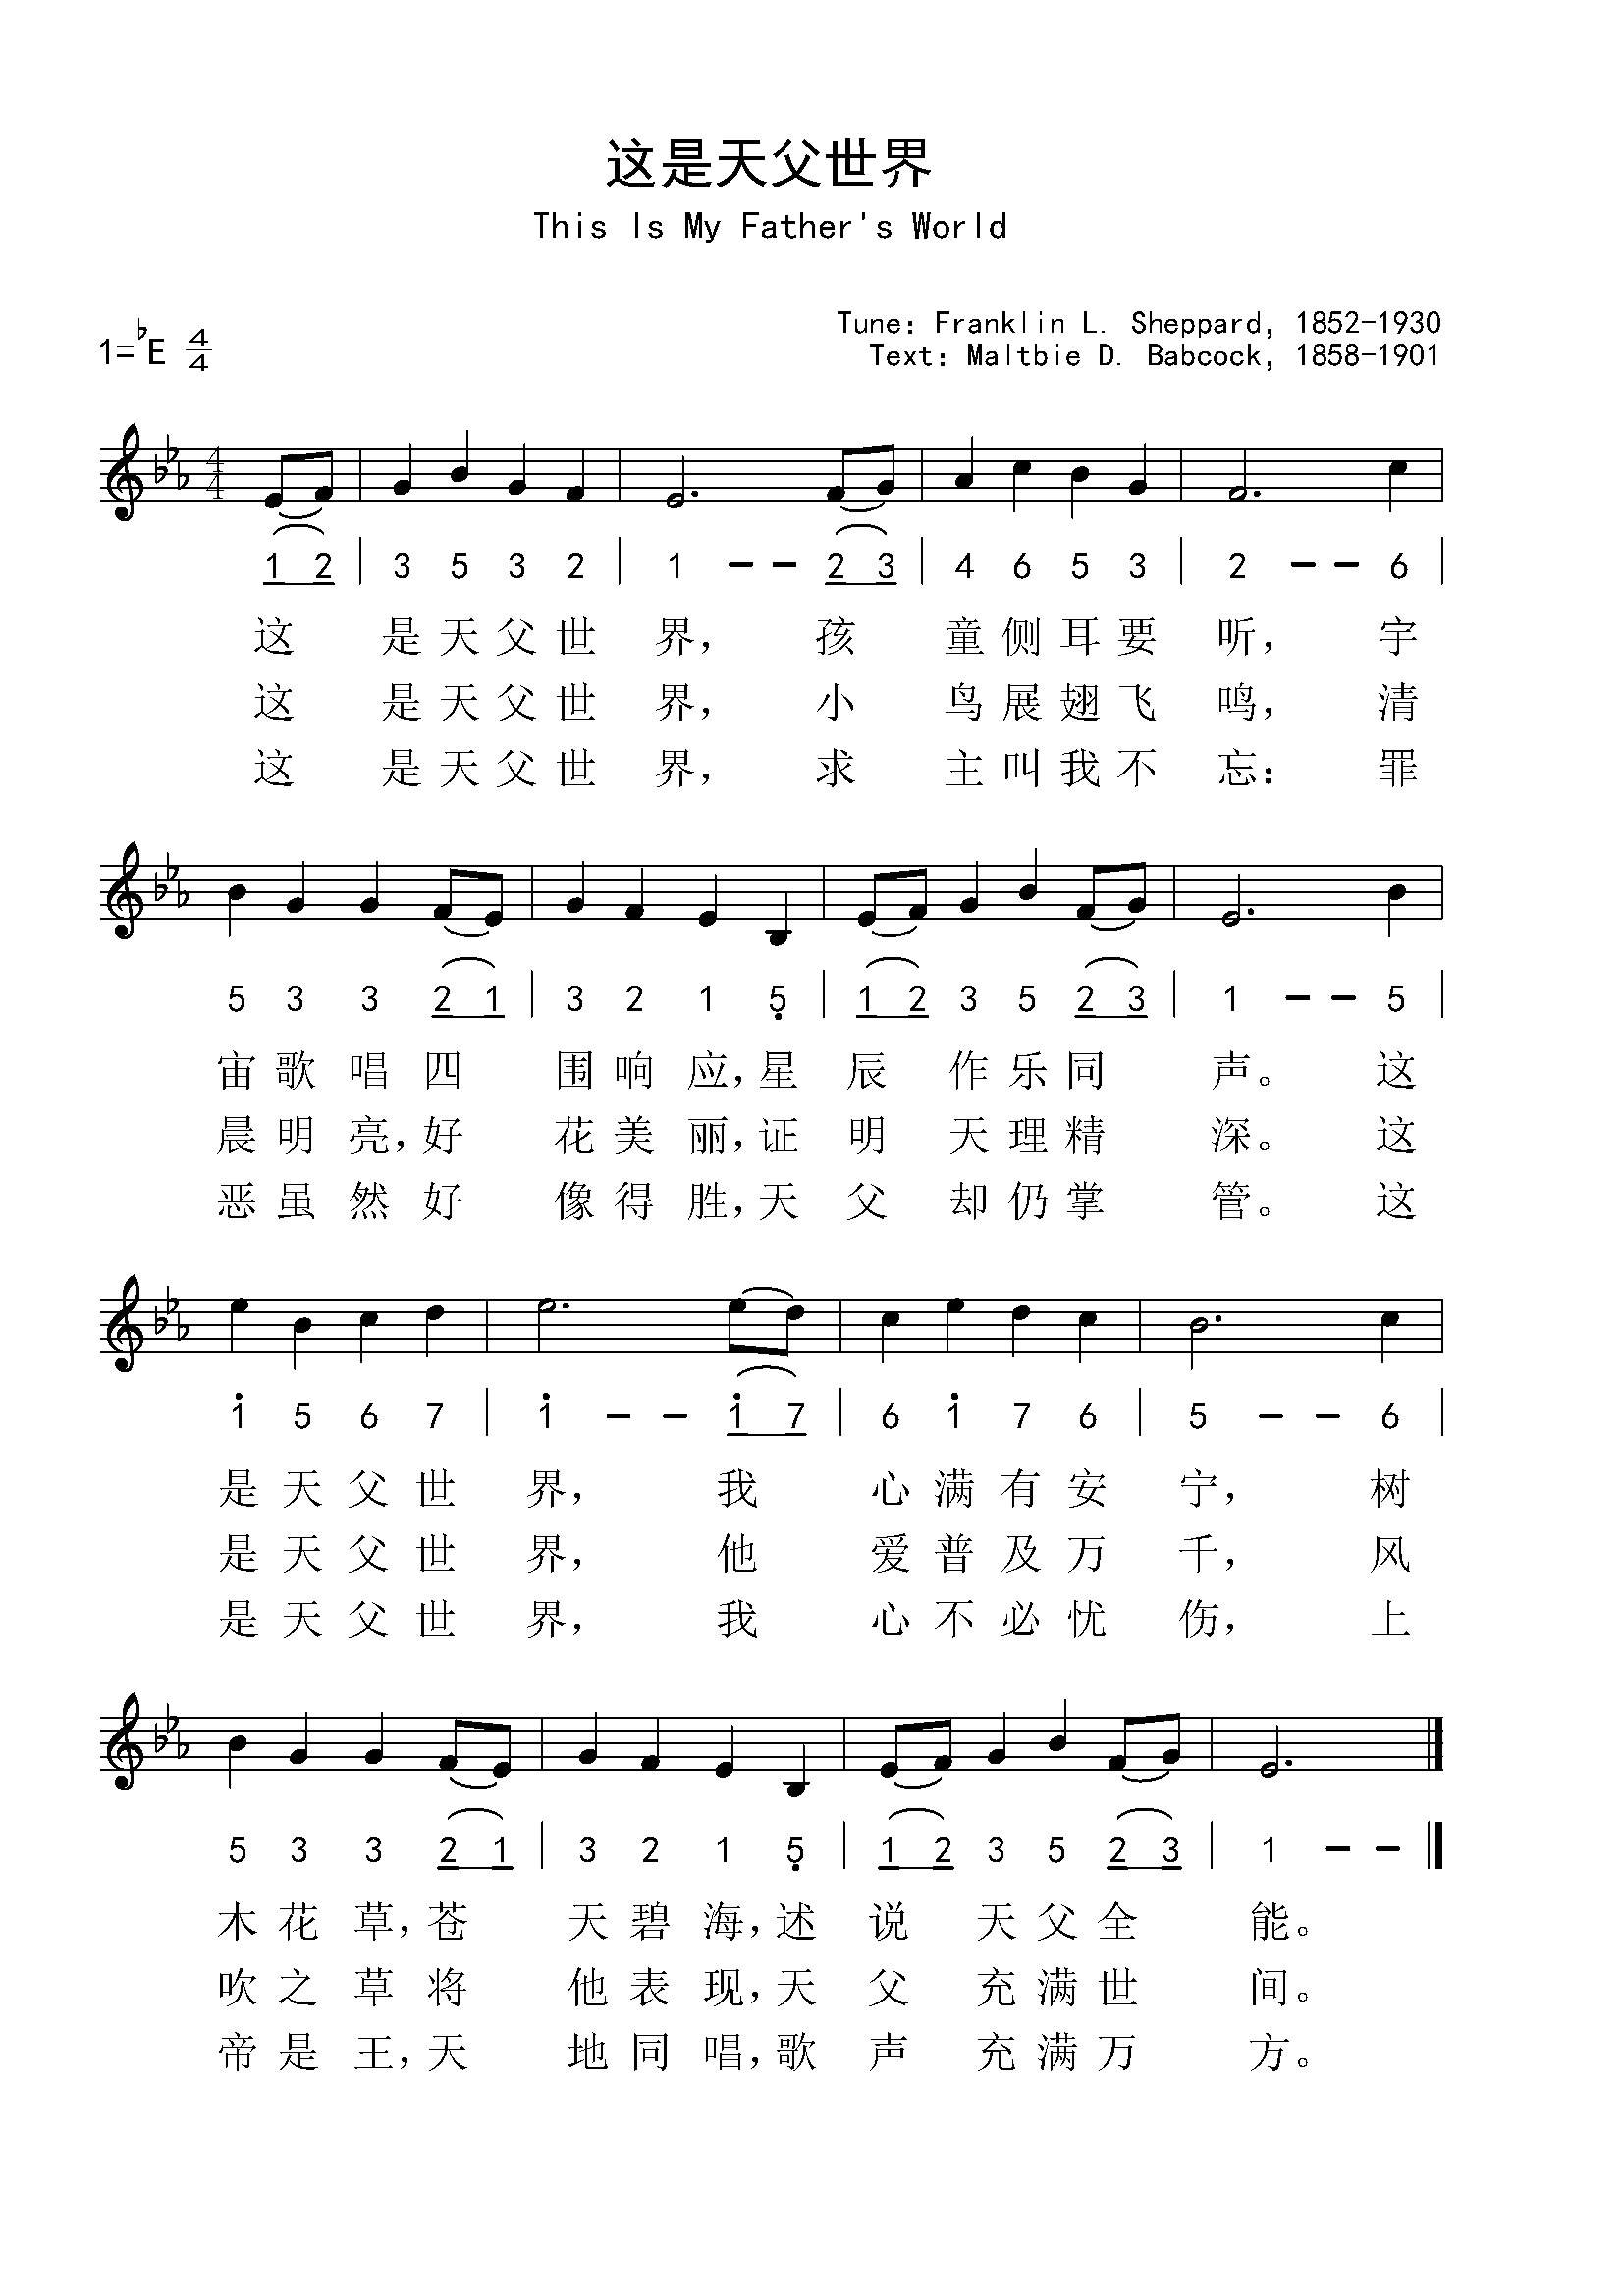 这是天父世界
This Is My Father's World
Tune: Franklin L. Sheppard, 1852-1930
1=♭E 4/4
Text: Maltbie D. Babcock, 1858-1901
1 2 | 3 5 3 2 | 1 - - 2 3 | 4 6 5 3 | 2 - - 6 |
这 是天父世 界， 孩 童侧耳要 听， 宇
这 是天父世 界， 小 鸟展翅飞 鸣， 清
这 是天父世 界， 求 主叫我不 忘： 罪
5 3 3 2 1 | 3 2 1 5̣ | 1 2 3 5 2 3 | 1 - - 5 |
宙歌唱四 围响应，星 辰 作乐同 声。 这
晨明亮，好 花美丽，证 明 天理精 深。 这
恶虽然好 像得胜，天 父 却仍掌 管。 这
1̇ 5 6 7 | 1̇ - - 1̇ 7 | 6 1̇ 7 6 | 5 - - 6 |
是天父世 界， 我 心满有安 宁， 树
是天父世 界， 他 爱普及万 千， 风
是天父世 界， 我 心不必忧 伤， 上
5 3 3 2 1 | 3 2 1 5̣ | 1 2 3 5 2 3 | 1 - - |
木花草，苍 天碧海，述 说 天父全 能。
吹之草将 他表现，天 父 充满世 间。
帝是王，天 地同唱，歌 声 充满万 方。